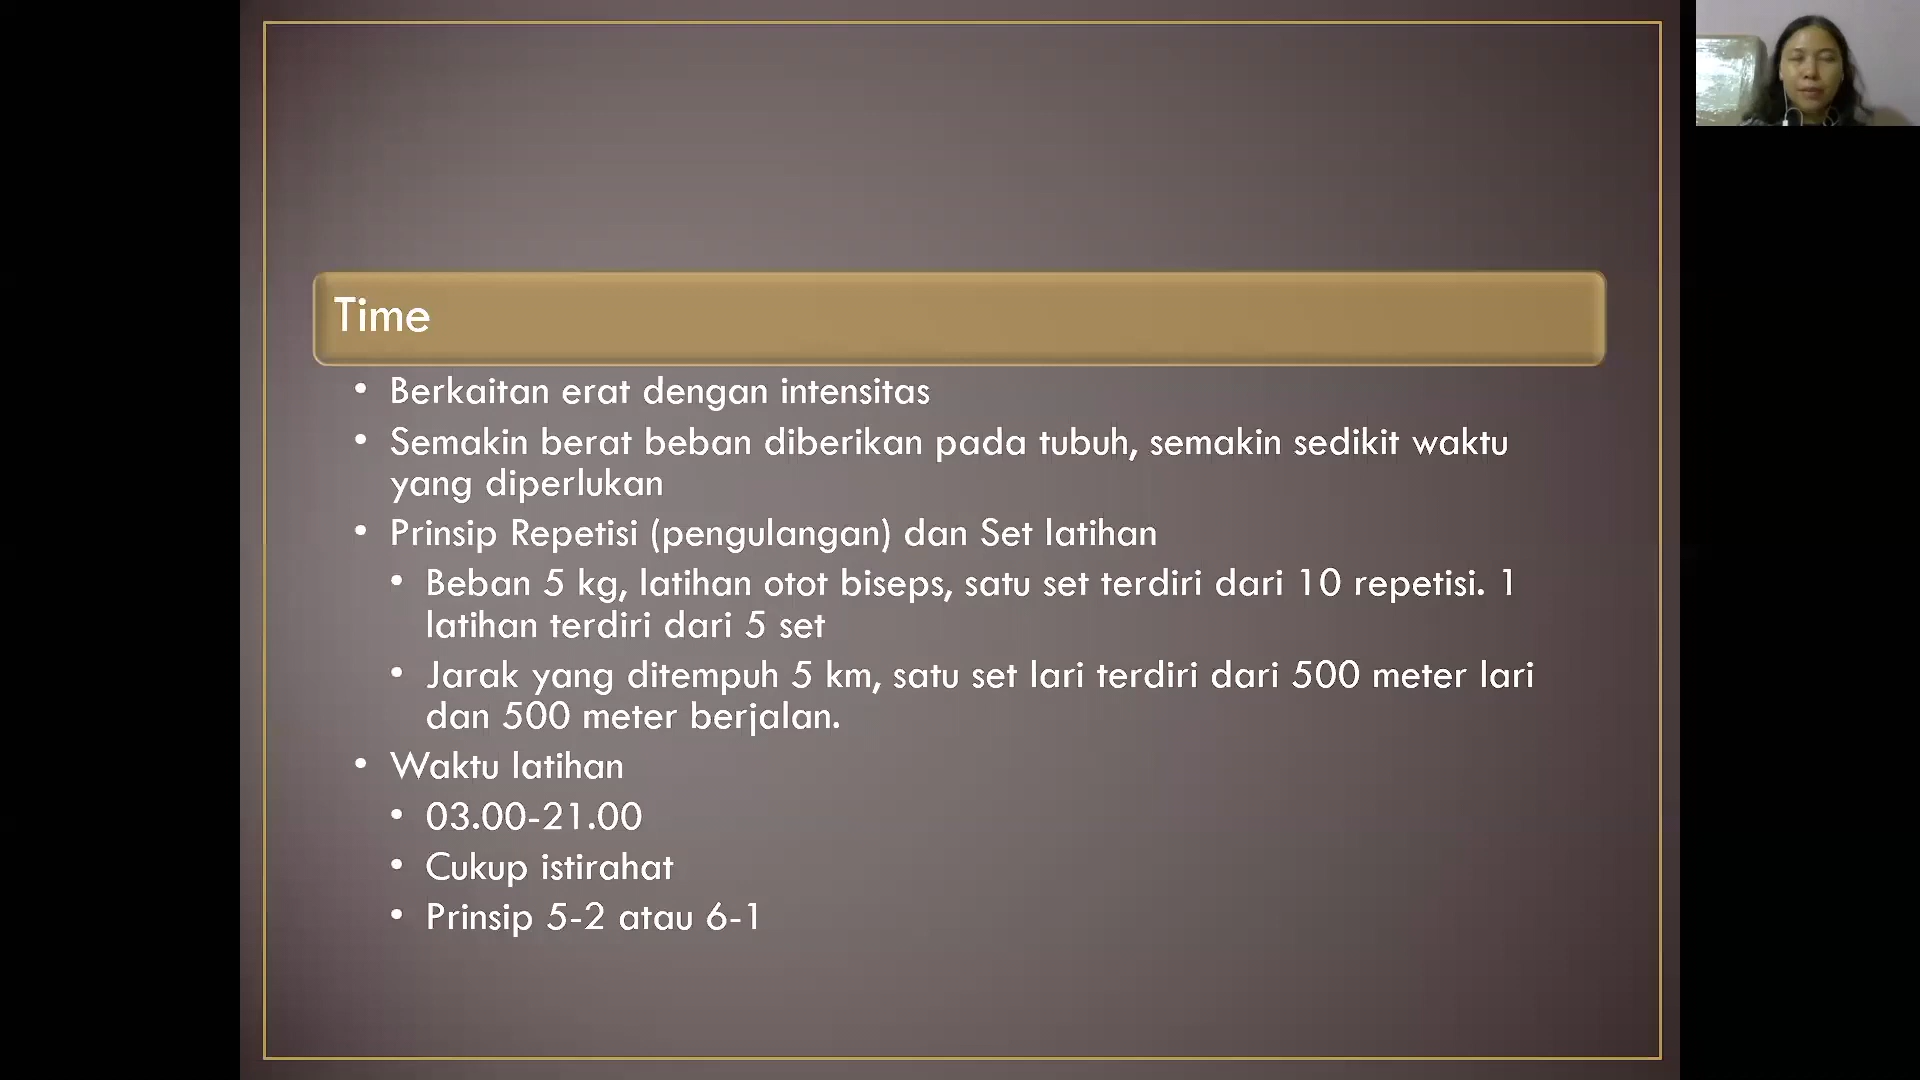 Time
• Berkaitan erat dengan intensitas
• Semakin berat beban diberikan pada tubuh, semakin sedikit waktu
yang diperlukan
• Prinsip Repetisi (pengulangan) dan Set latihan
• Beban 5 kg, latihan otot biseps, satu set terdiri dari 10 repetisi. 1
latihan terdiri dari 5 set
• Jarak yang ditempuh 5 km, satu set lari terdiri dari 500 meter lari
dan 500 meter berjalan.
• Waktu latihan
• 03.00-21.00
• Cukup istirahat
• Prinsip 5-2 atau 6-1